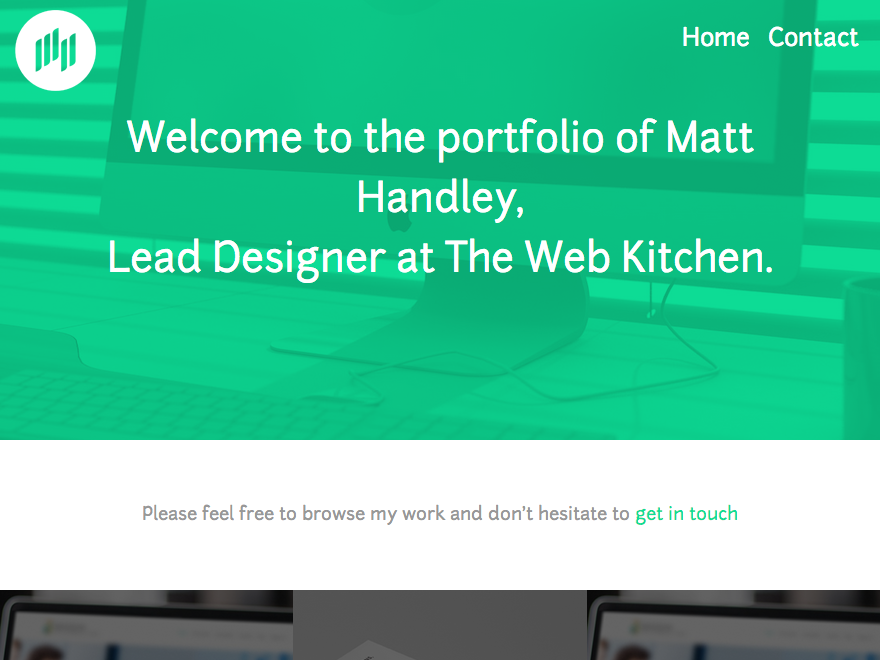 Home Contact
Welcome to the portfolio of Matt
Handley,
Lead Designer at The Web Kitchen.
Please feel free to browse my work and don't hesitate to get in touch